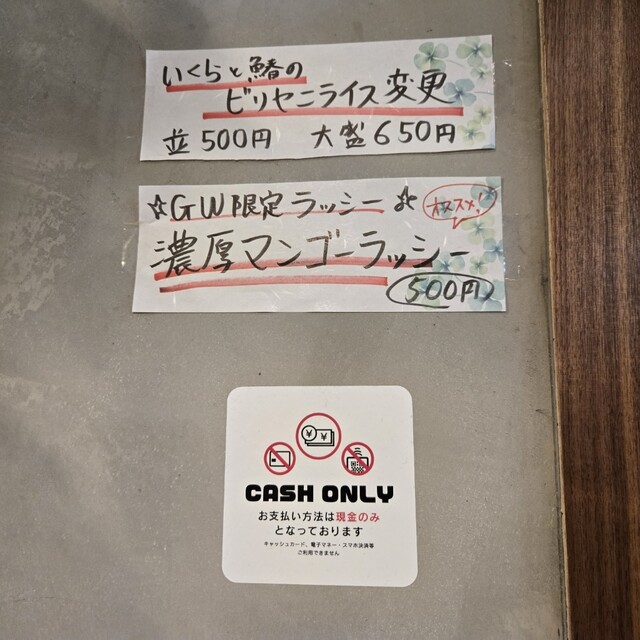 いくらと鰆の
ビリヤニライス変更
並500円 大盛650円
☆GW限定ラッシー☆
オススメ!!
濃厚マンゴーラッシー
500円
CASH ONLY
お支払い方法は現金のみ
となっております
キャッシュカード、電子マネー・スマホ決済等
ご利用できません